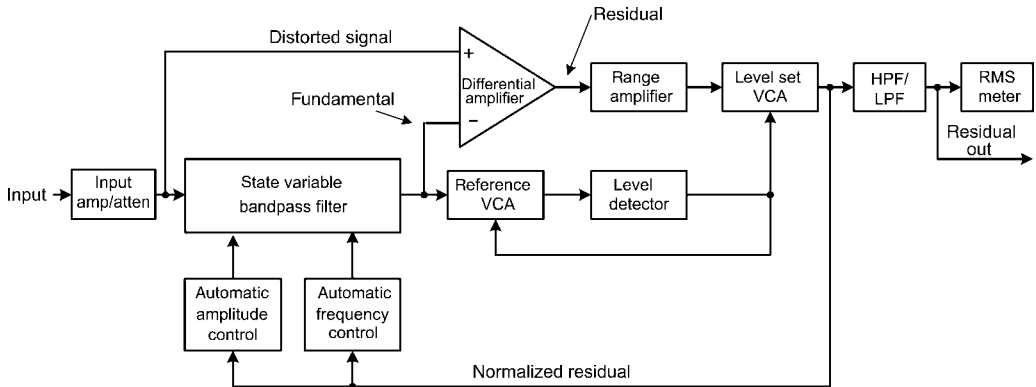 Residual
Distorted signal
+
Differential
amplifier
−
Range
amplifier
Level set
VCA
HPF/
LPF
RMS
meter
Fundamental
Residual
out
Input
Input
amp/atten
State variable
bandpass filter
Reference
VCA
Level
detector
Automatic
amplitude
control
Automatic
frequency
control
Normalized residual